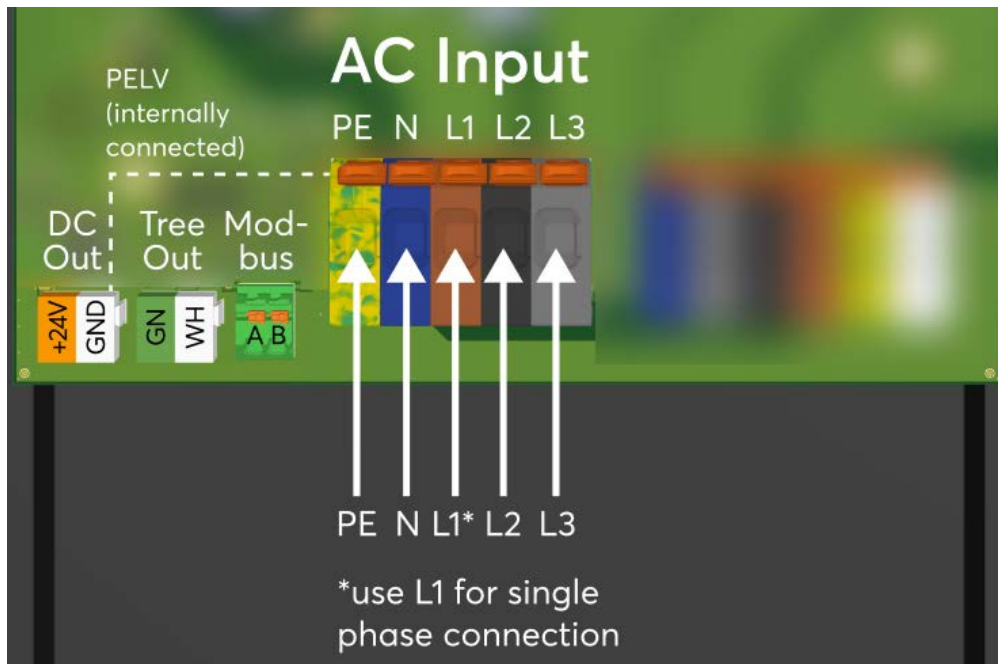 AC Input
PE N L1 L2 L3
PELV
(internally
connected)
DC
Out
Tree
Out
Mod-
bus
+24V
GND
GN
WH
A B
PE N L1* L2 L3
*use L1 for single
phase connection